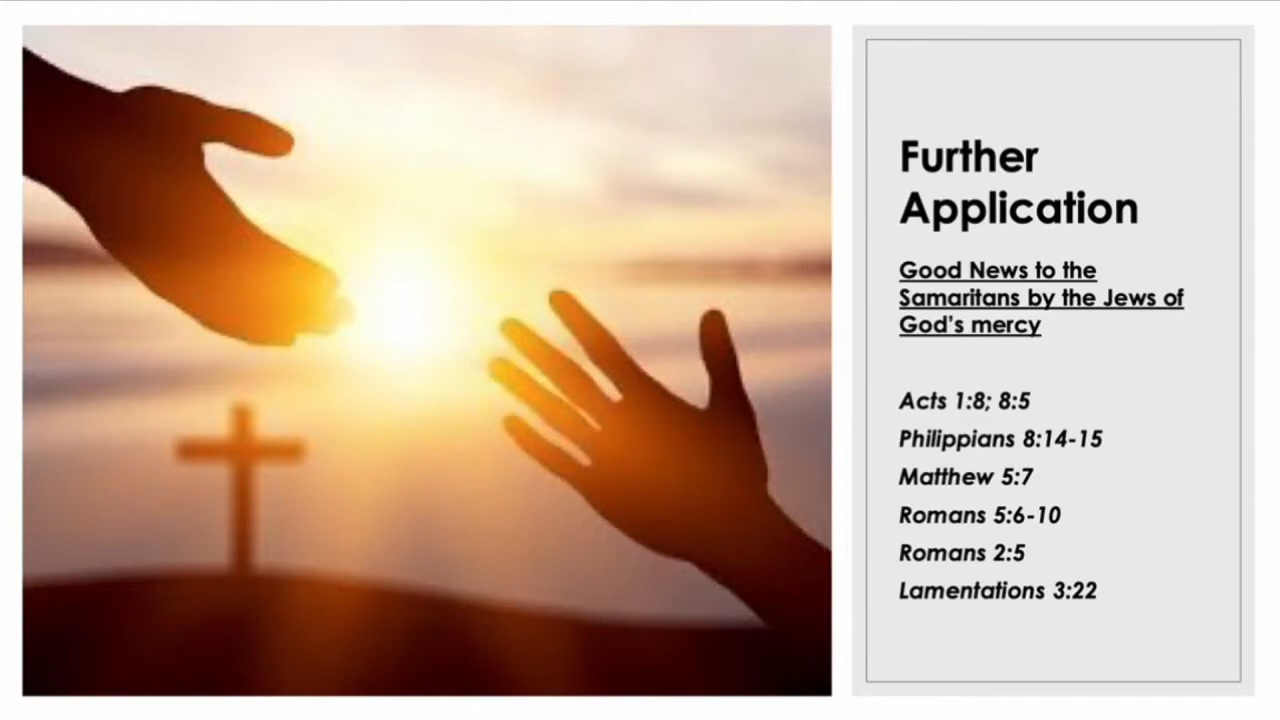 Further
Application
Good News to the
Samaritans by the Jews of
God's mercy
Acts 1:8; 8:5
Philippians 8:14-15
Matthew 5:7
Romans 5:6-10
Romans 2:5
Lamentations 3:22